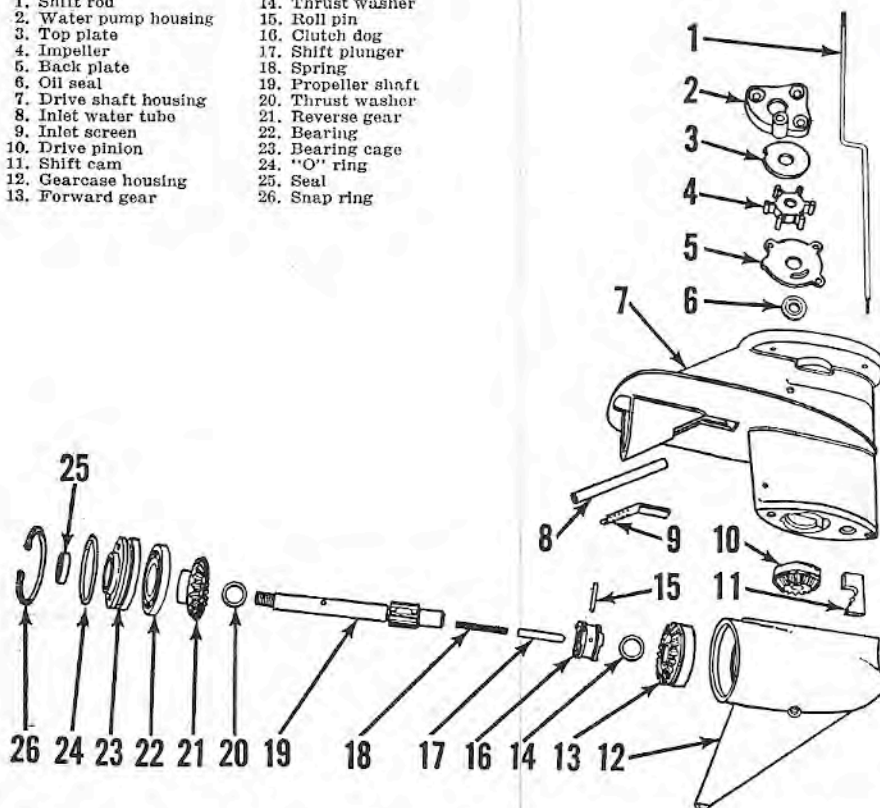 1. Shift rod
2. Water pump housing
3. Top plate
4. Impeller
5. Back plate
6. Oil seal
7. Drive shaft housing
8. Inlet water tube
9. Inlet screen
10. Drive pinion
11. Shift cam
12. Gearcase housing
13. Forward gear
14. Thrust washer
15. Roll pin
16. Clutch dog
17. Shift plunger
18. Spring
19. Propeller shaft
20. Thrust washer
21. Reverse gear
22. Bearing
23. Bearing cage
24. "O" ring
25. Seal
26. Snap ring
1
2
3
4
5
6
7
8
9
10
11
15
25
26
24
23
22
21
20
19
18
17
16
14
13
12